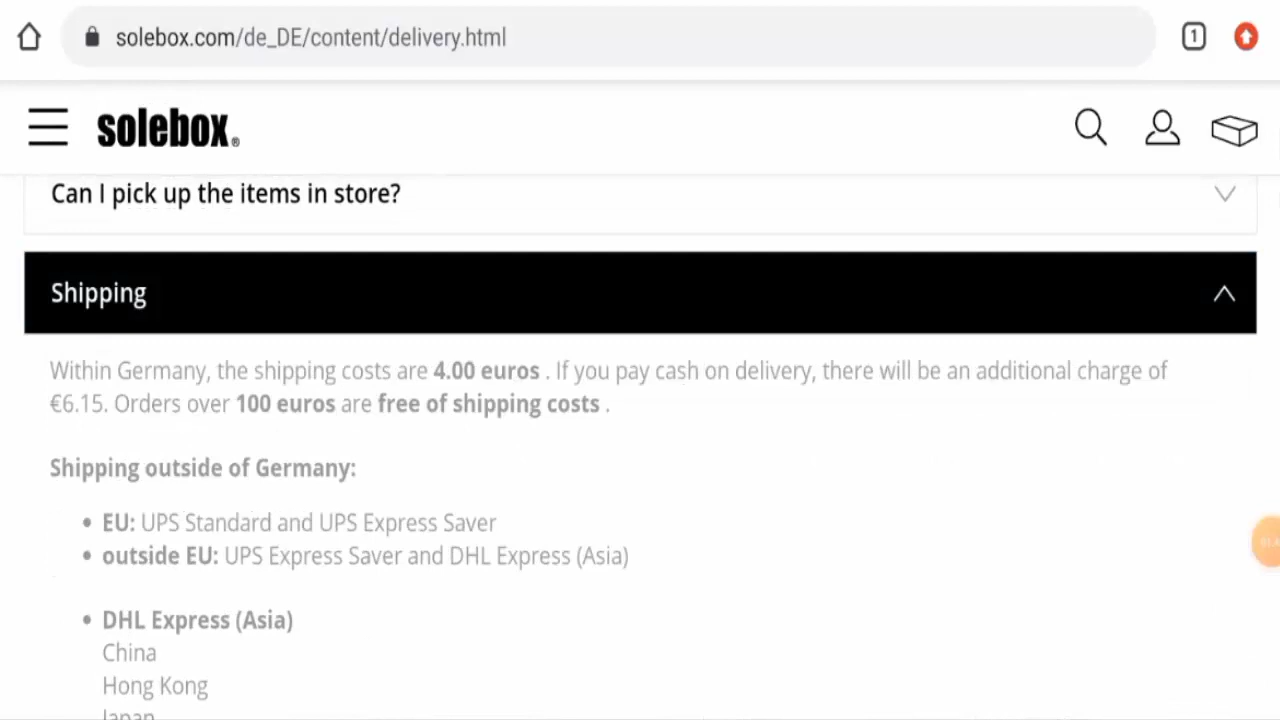 1
solebox.com/de_DE/content/delivery.html
solebox®
Can I pick up the items in store?
Shipping
Within Germany, the shipping costs are 4.00 euros . If you pay cash on delivery, there will be an additional charge of
€6.15. Orders over 100 euros are free of shipping costs .
Shipping outside of Germany:
• EU: UPS Standard and UPS Express Saver
• outside EU: UPS Express Saver and DHL Express (Asia)
• DHL Express (Asia)
China
Hong Kong
Japan